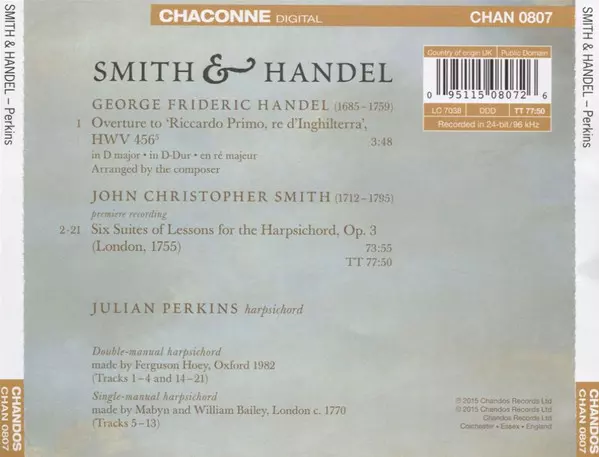 CHACONNE DIGITAL
CHAN 0807
SMITH & HANDEL – Perkins
CHANDOS
CHAN 0807
SMITH & HANDEL
GEORGE FRIDERIC HANDEL (1685–1759)
1 Overture to ‘Riccardo Primo, re d’Inghilterra’,
HWV 456⁵ 3:48
in D major • in D-Dur • en ré majeur
Arranged by the composer
JOHN CHRISTOPHER SMITH (1712–1795)
premiere recording
2-21 Six Suites of Lessons for the Harpsichord, Op. 3
(London, 1755) 73:55
TT 77:50
JULIAN PERKINS harpsichord
Double-manual harpsichord
made by Ferguson Hoey, Oxford 1982
(Tracks 1–4 and 14–21)
Single-manual harpsichord
made by Mabyn and William Bailey, London c. 1770
(Tracks 5–13)
Country of origin UK Public Domain
0 95115 08072 6
LC 7038 DDD TT 77:50
Recorded in 24-bit/96 kHz
℗ 2015 Chandos Records Ltd
© 2015 Chandos Records Ltd
Chandos Records Ltd
Colchester • Essex • England
SMITH & HANDEL – Perkins
CHANDOS
CHAN 0807